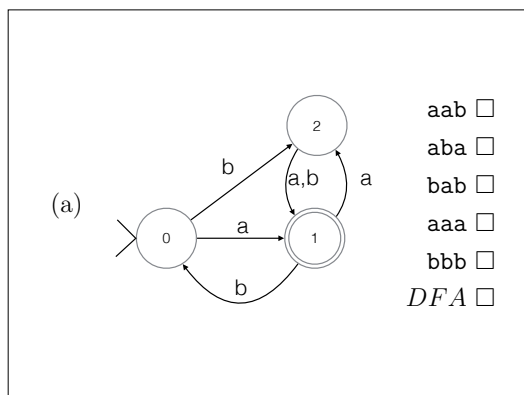 2
aab □
aba □
b
a,b
a
bab □
(a)
0
a
1
aaa □
b
bbb □
DFA □